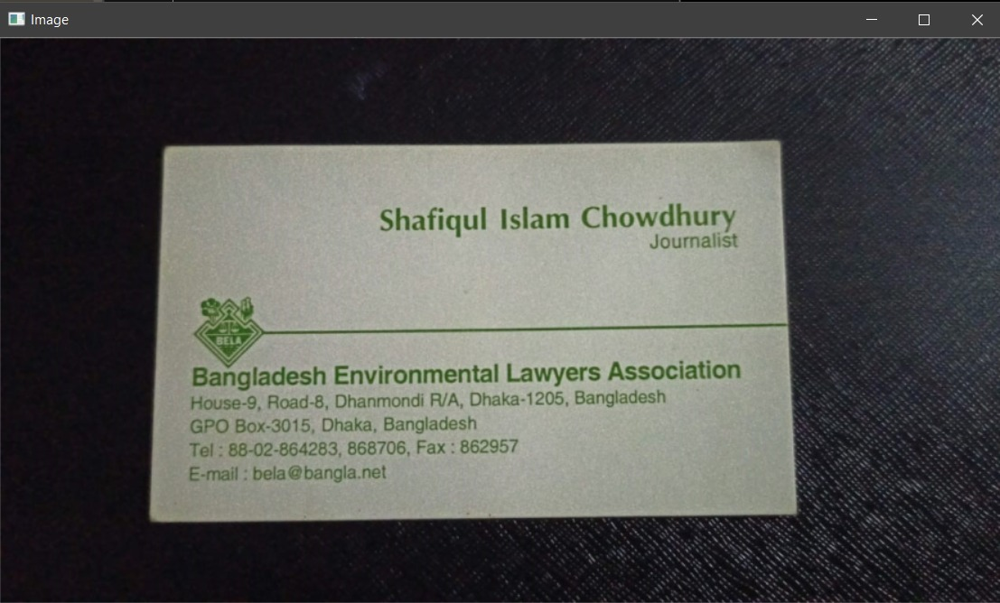 Image
Shafiqul Islam Chowdhury
Journalist
BELA
Bangladesh Environmental Lawyers Association
House-9, Road-8, Dhanmondi R/A, Dhaka-1205, Bangladesh
GPO Box-3015, Dhaka, Bangladesh
Tel : 88-02-864283, 868706, Fax : 862957
E-mail : bela@bangla.net